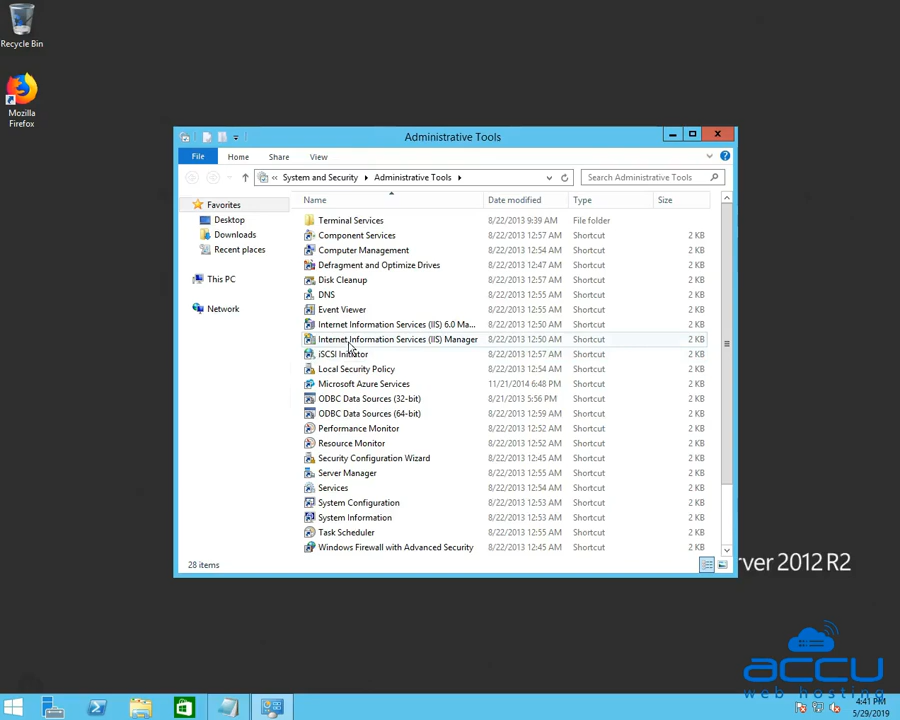 Recycle Bin
Mozilla
Firefox
Administrative Tools
File Home Share View
« System and Security Administrative Tools Search Administrative Tools
Name Date modified Type Size
Favorites
Desktop
Downloads
Recent places
This PC
Network
Terminal Services 8/22/2013 9:39 AM File folder
Component Services 8/22/2013 12:57 AM Shortcut 2 KB
Computer Management 8/22/2013 12:54 AM Shortcut 2 KB
Defragment and Optimize Drives 8/22/2013 12:47 AM Shortcut 2 KB
Disk Cleanup 8/22/2013 12:57 AM Shortcut 2 KB
DNS 8/22/2013 12:55 AM Shortcut 2 KB
Event Viewer 8/22/2013 12:55 AM Shortcut 2 KB
Internet Information Services (IIS) 6.0 Ma... 8/22/2013 12:50 AM Shortcut 2 KB
Internet Information Services (IIS) Manager 8/22/2013 12:50 AM Shortcut 2 KB
iSCSI Initiator 8/22/2013 12:57 AM Shortcut 2 KB
Local Security Policy 8/22/2013 12:54 AM Shortcut 2 KB
Microsoft Azure Services 11/21/2014 6:48 PM Shortcut 2 KB
ODBC Data Sources (32-bit) 8/21/2013 5:56 PM Shortcut 2 KB
ODBC Data Sources (64-bit) 8/22/2013 12:59 AM Shortcut 2 KB
Performance Monitor 8/22/2013 12:52 AM Shortcut 2 KB
Resource Monitor 8/22/2013 12:52 AM Shortcut 2 KB
Security Configuration Wizard 8/22/2013 12:45 AM Shortcut 2 KB
Server Manager 8/22/2013 12:55 AM Shortcut 2 KB
Services 8/22/2013 12:54 AM Shortcut 2 KB
System Configuration 8/22/2013 12:53 AM Shortcut 2 KB
System Information 8/22/2013 12:53 AM Shortcut 2 KB
Task Scheduler 8/22/2013 12:55 AM Shortcut 2 KB
Windows Firewall with Advanced Security 8/22/2013 12:45 AM Shortcut 2 KB
28 items
rver 2012 R2
accu
web hosting
4:41 PM
5/29/2019